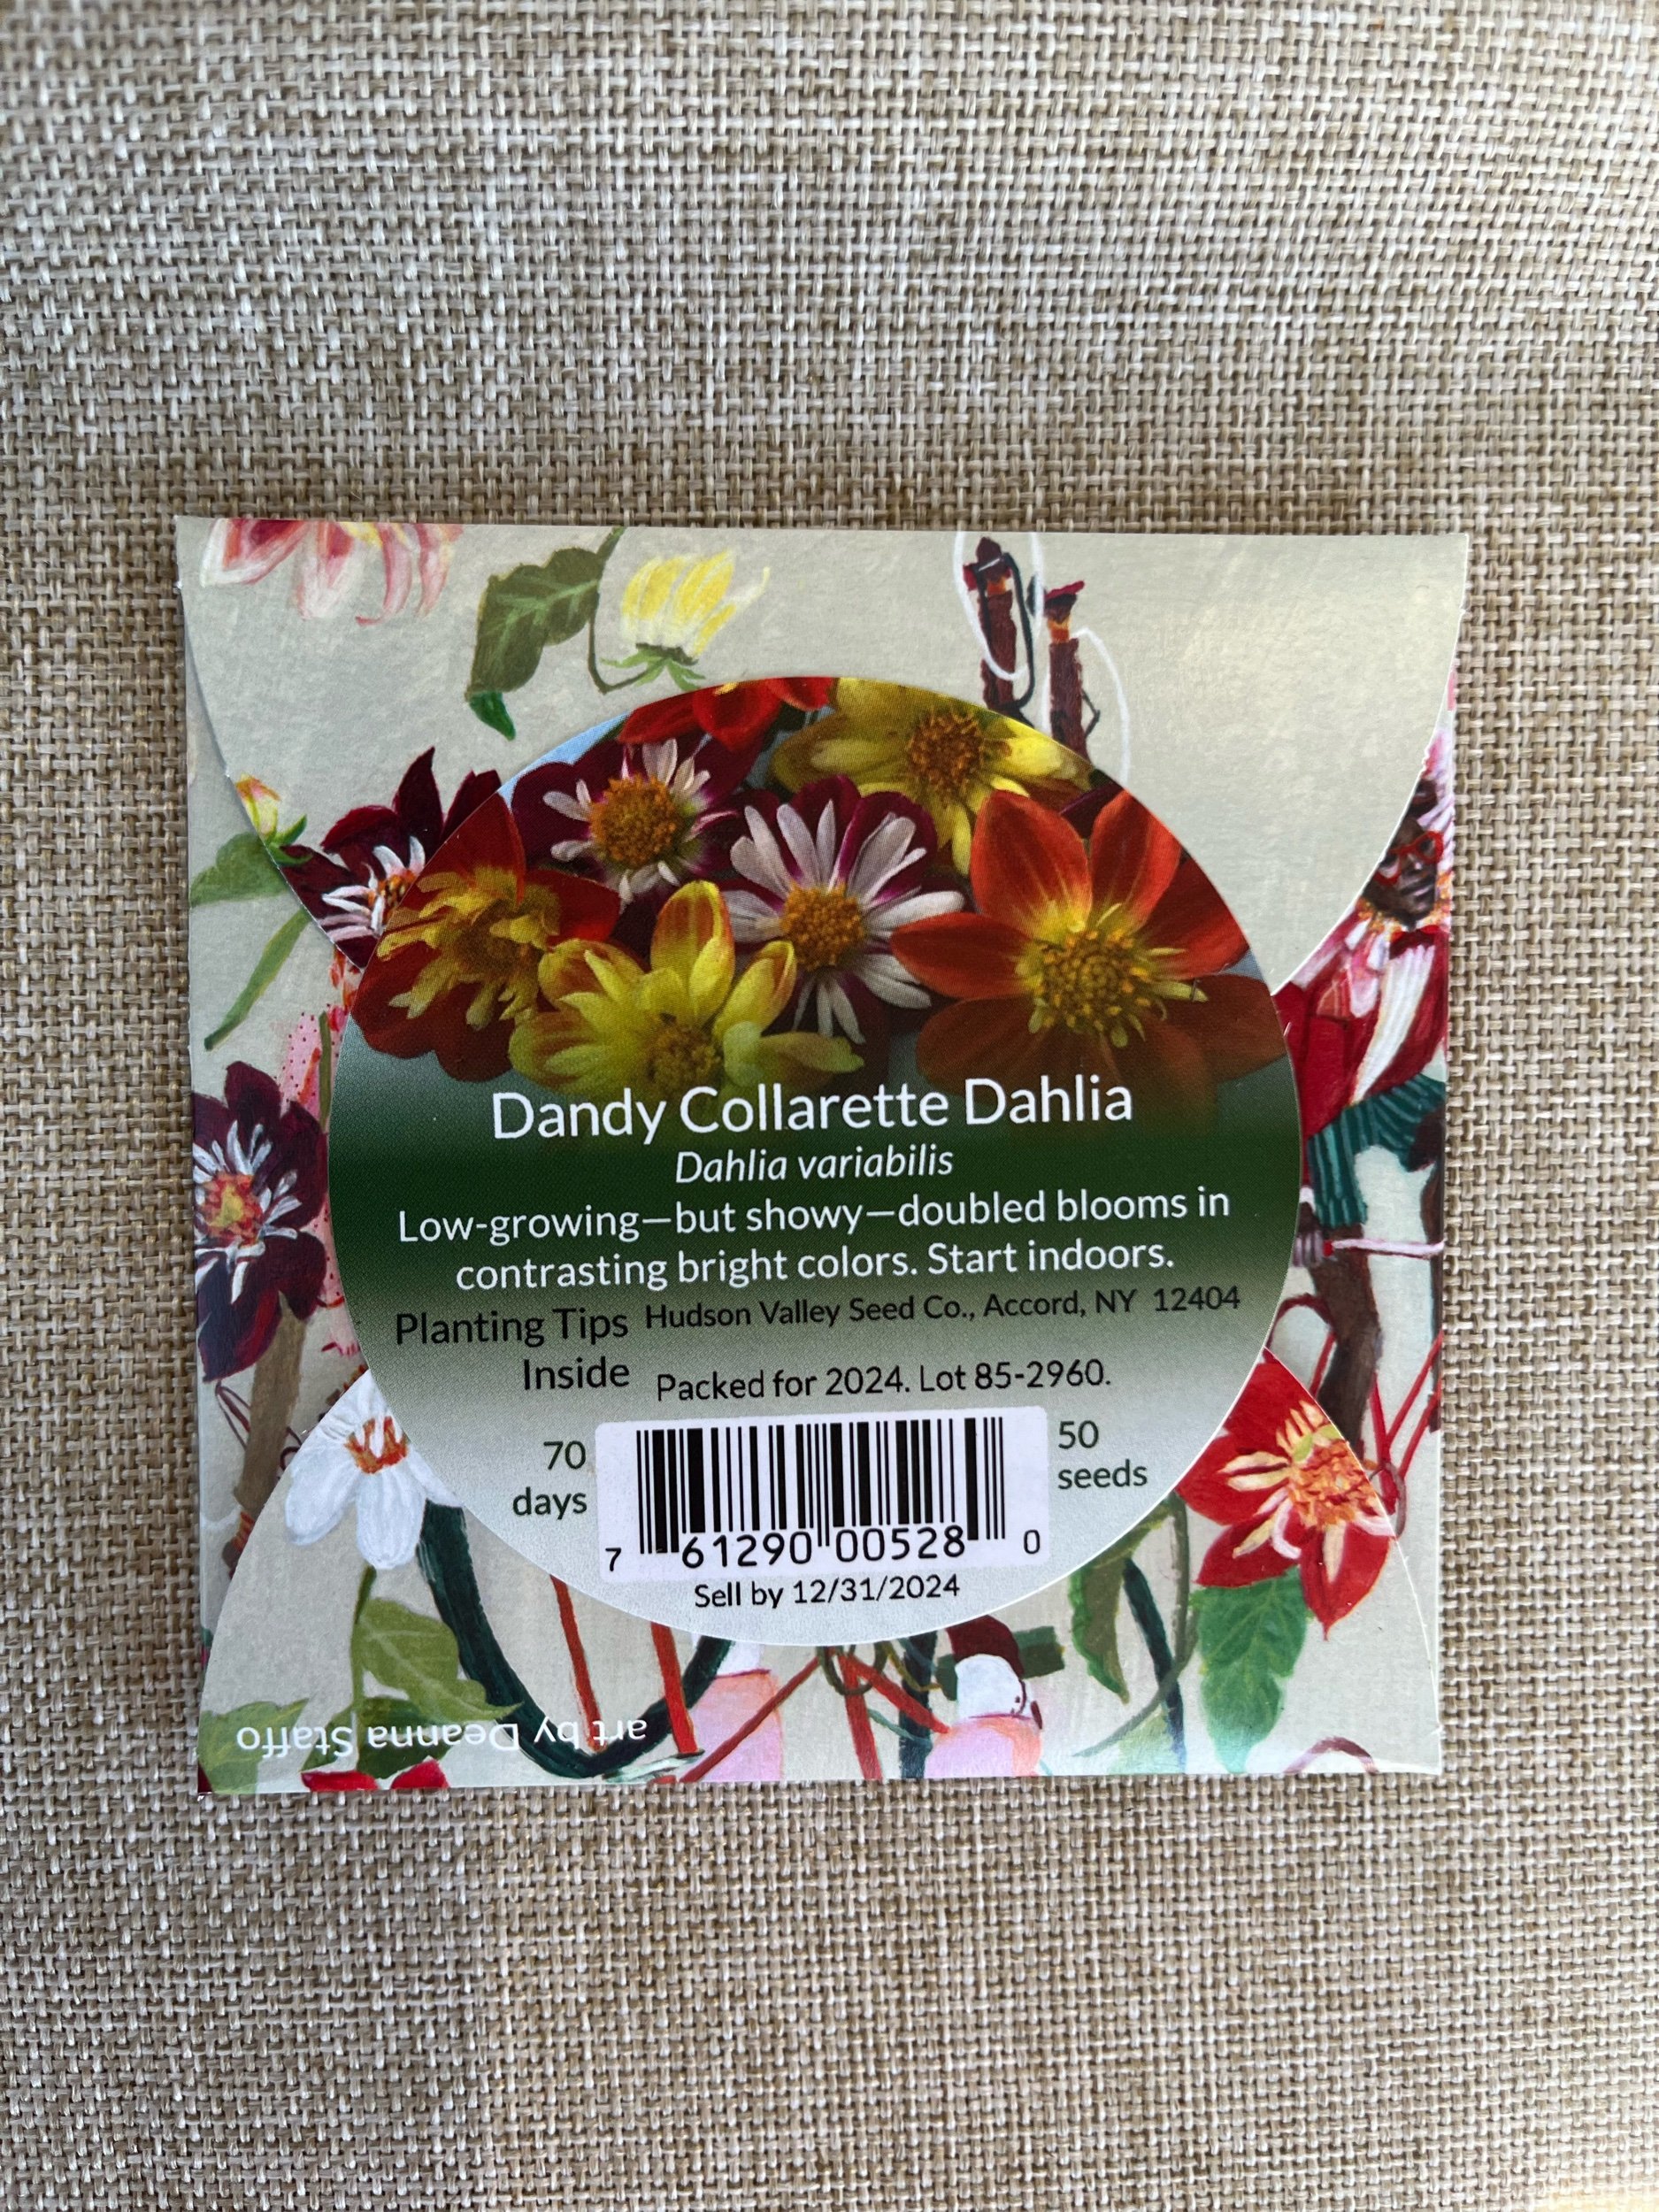 Dandy Collarette Dahlia
Dahlia variabilis
Low-growing—but showy—doubled blooms in
contrasting bright colors. Start indoors.
Planting Tips
Inside
Hudson Valley Seed Co., Accord, NY 12404
Packed for 2024. Lot 85-2960.
70
days
50
seeds
7 61290 00528 0
Sell by 12/31/2024
art by Deanna Staffo